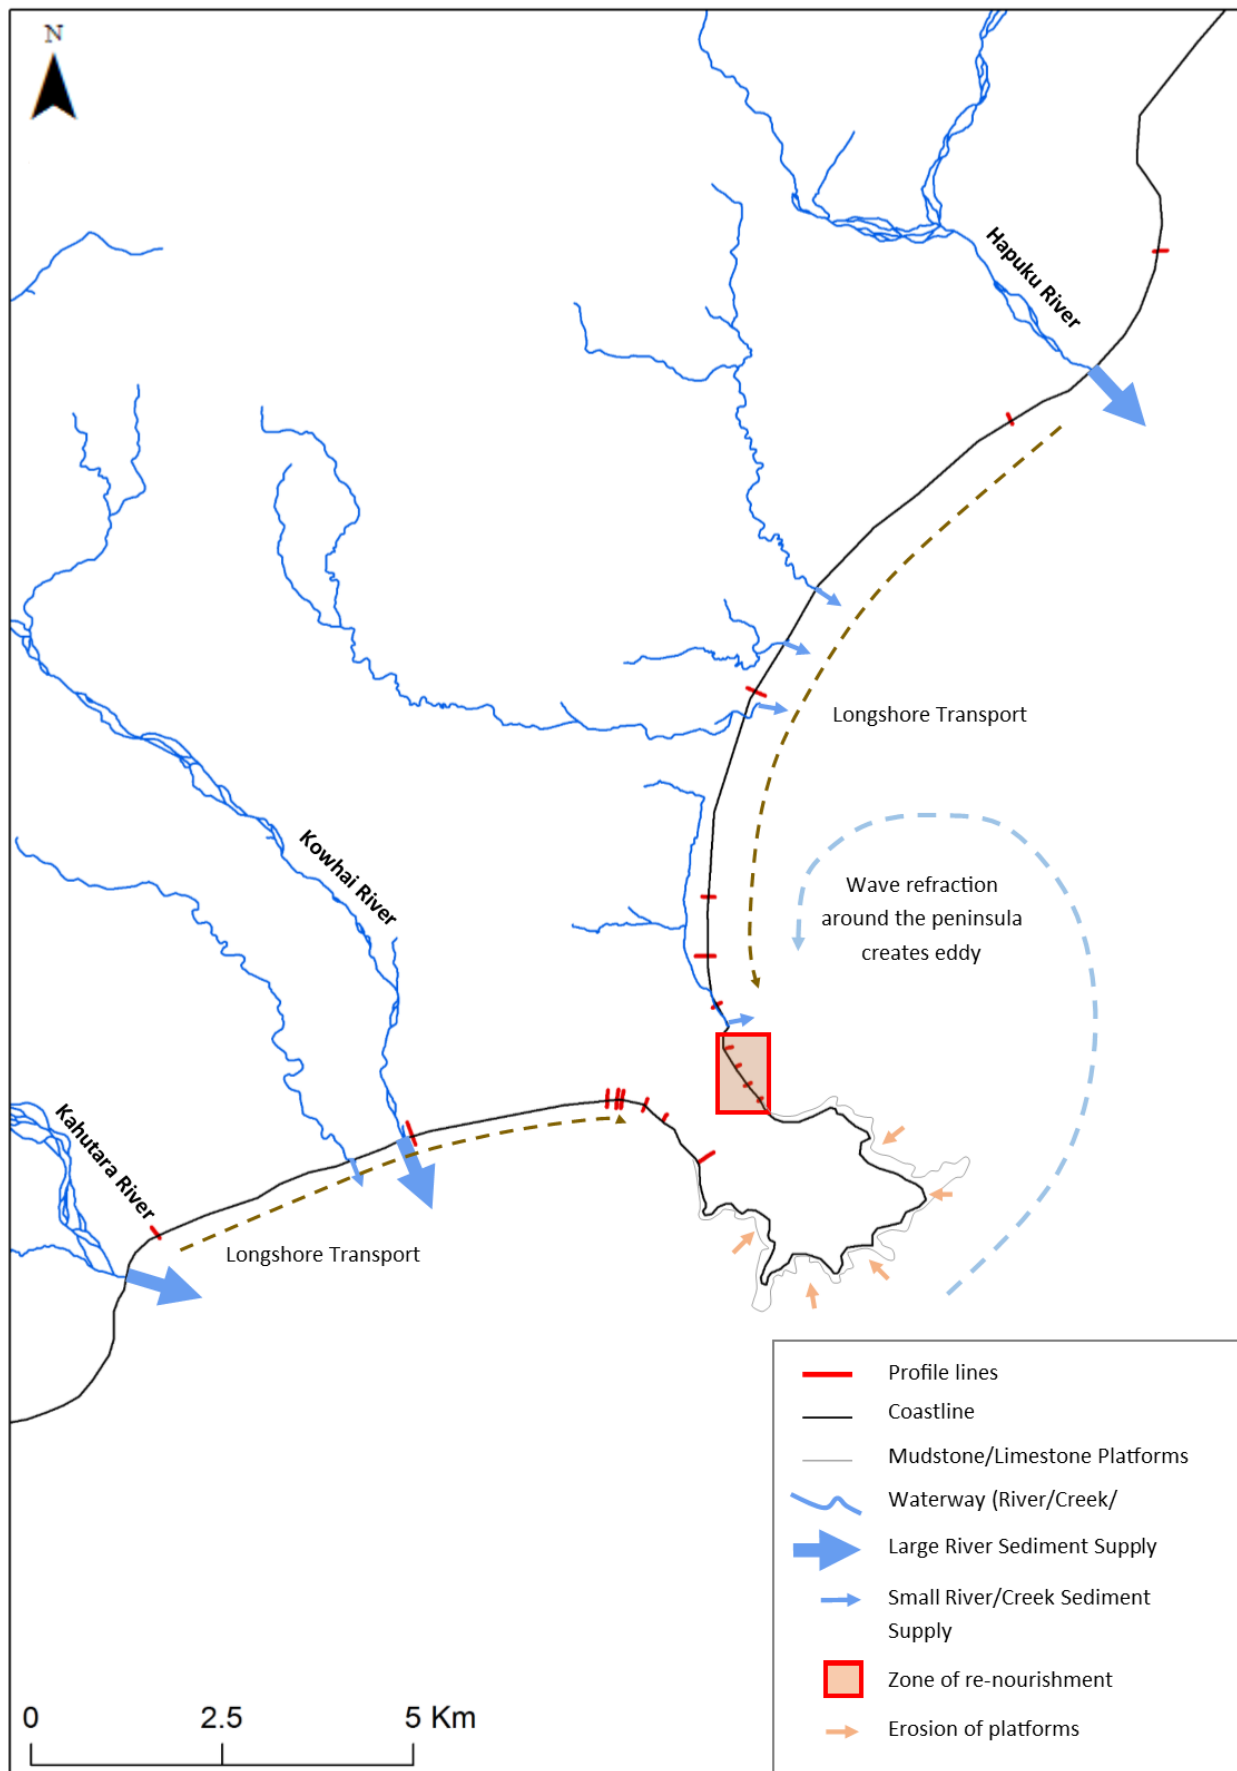 N
Hapuku River
Longshore Transport
Wave refraction
around the peninsula
creates eddy
Kowhai River
Kahutara River
Longshore Transport
Profile lines
Coastline
Mudstone/Limestone Platforms
Waterway (River/Creek/
Large River Sediment Supply
Small River/Creek Sediment
Supply
Zone of re-nourishment
Erosion of platforms
0 2.5 5 Km